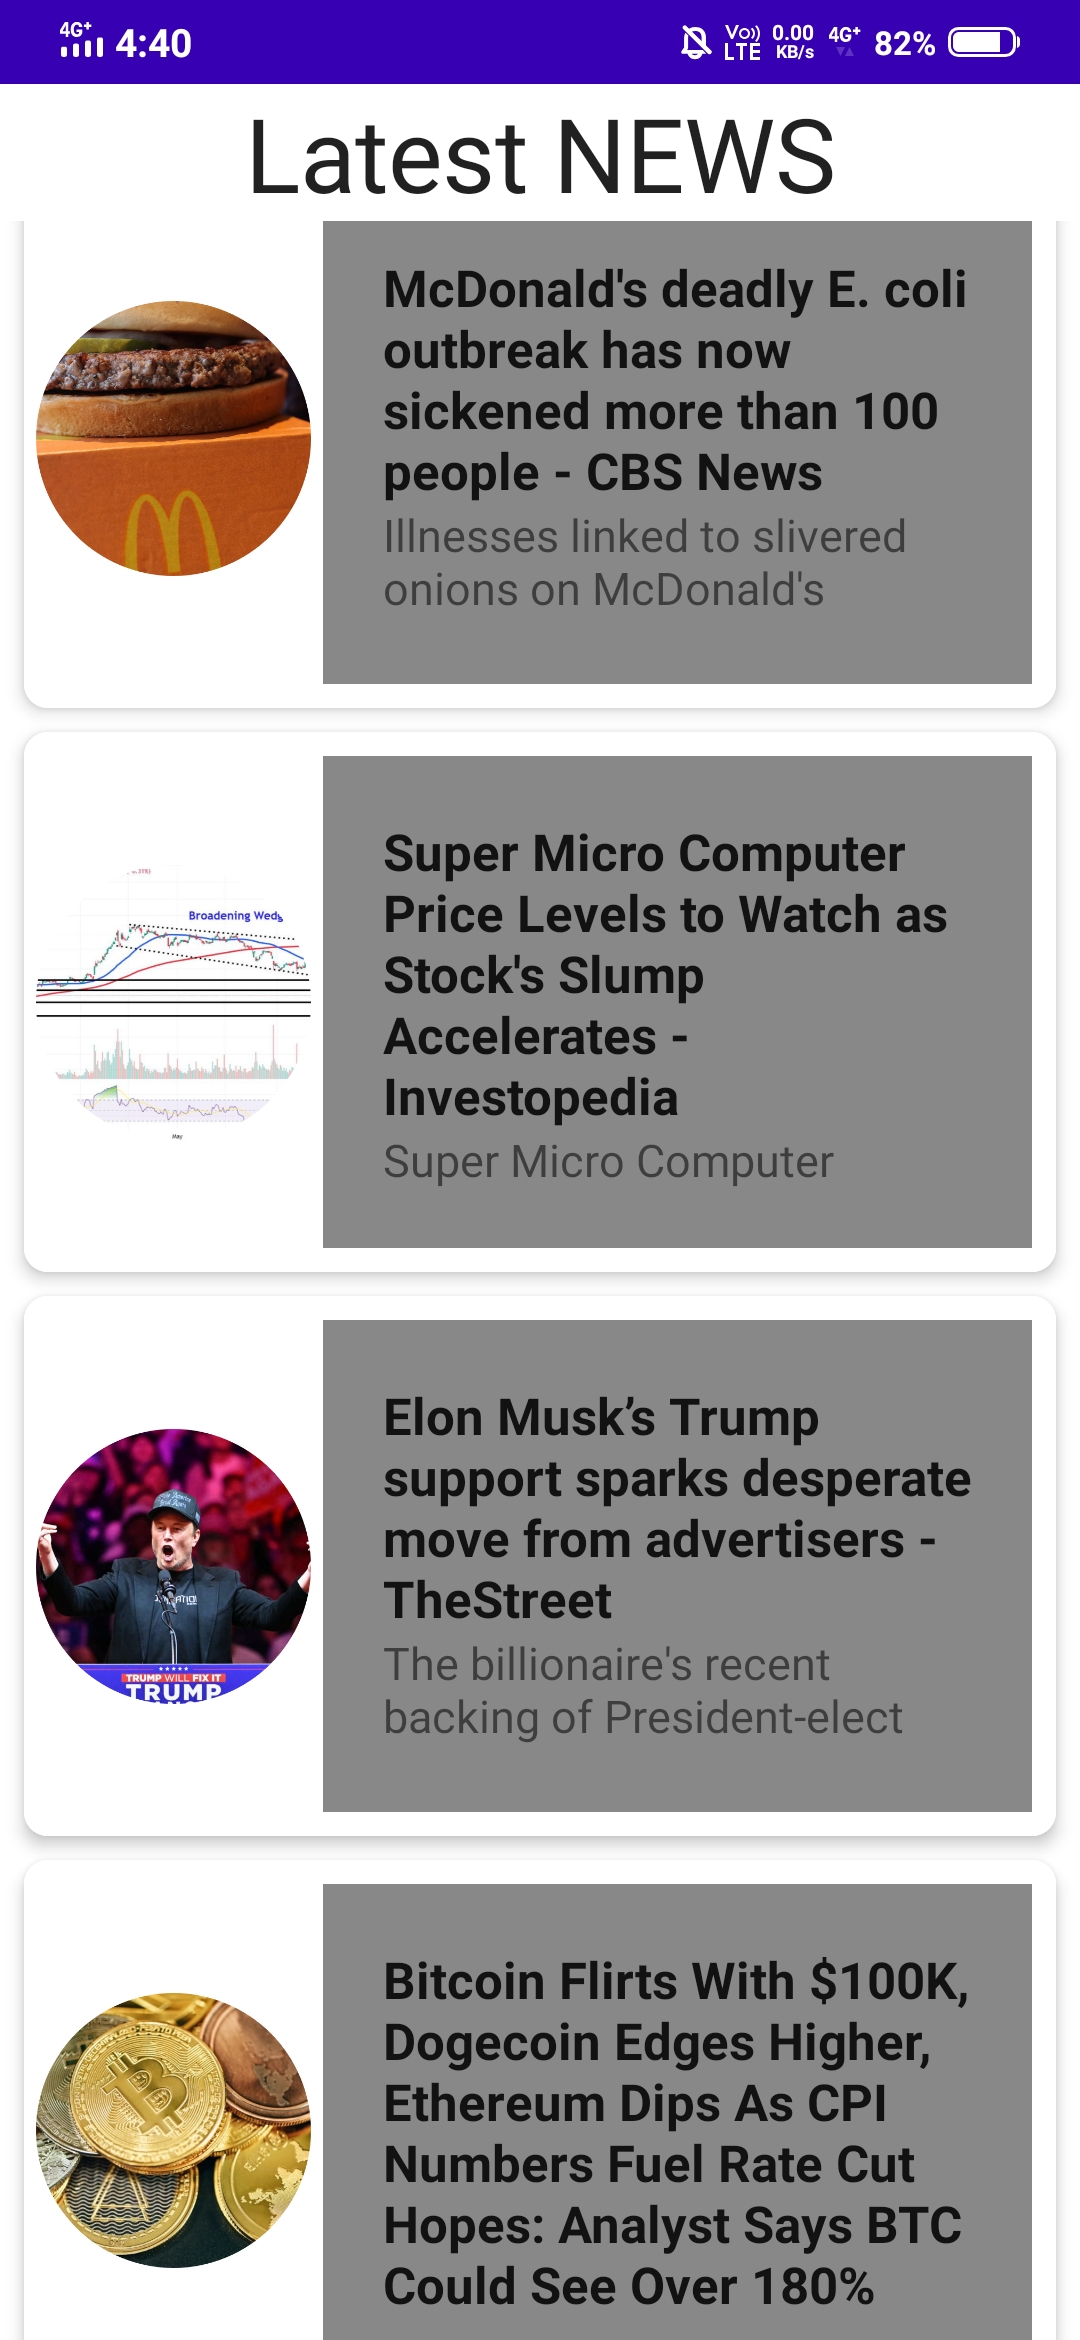 4G+ 4:40 Vo)) LTE 0.00 KB/s 4G+ 82%
Latest NEWS
McDonald's deadly E. coli
outbreak has now
sickened more than 100
people - CBS News
Illnesses linked to slivered
onions on McDonald's
Super Micro Computer
Price Levels to Watch as
Stock's Slump
Accelerates -
Investopedia
Super Micro Computer
Broadening Wedg
May
Elon Musk’s Trump
support sparks desperate
move from advertisers -
TheStreet
The billionaire's recent
backing of President-elect
TRUMP WILL FIX IT
TRUMP
Bitcoin Flirts With $100K,
Dogecoin Edges Higher,
Ethereum Dips As CPI
Numbers Fuel Rate Cut
Hopes: Analyst Says BTC
Could See Over 180%